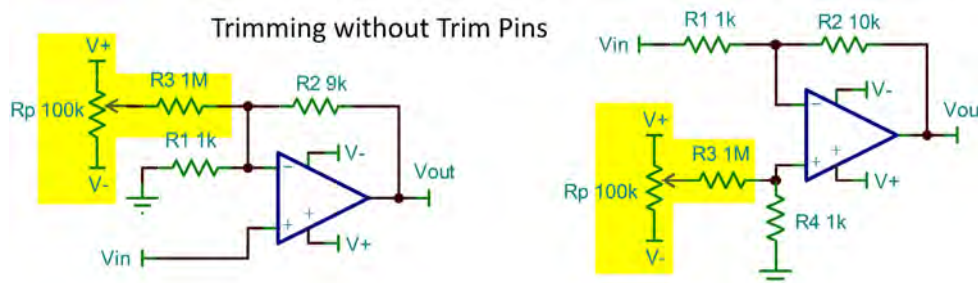 Trimming without Trim Pins
V+
R3 1M
R2 9k
Rp 100k
R1 1k
V-
V-
Vout
V+
Vin
R1 1k
R2 10k
Vin
V-
V+
Vou
R3 1M
Rp 100k
V+
R4 1k
V-